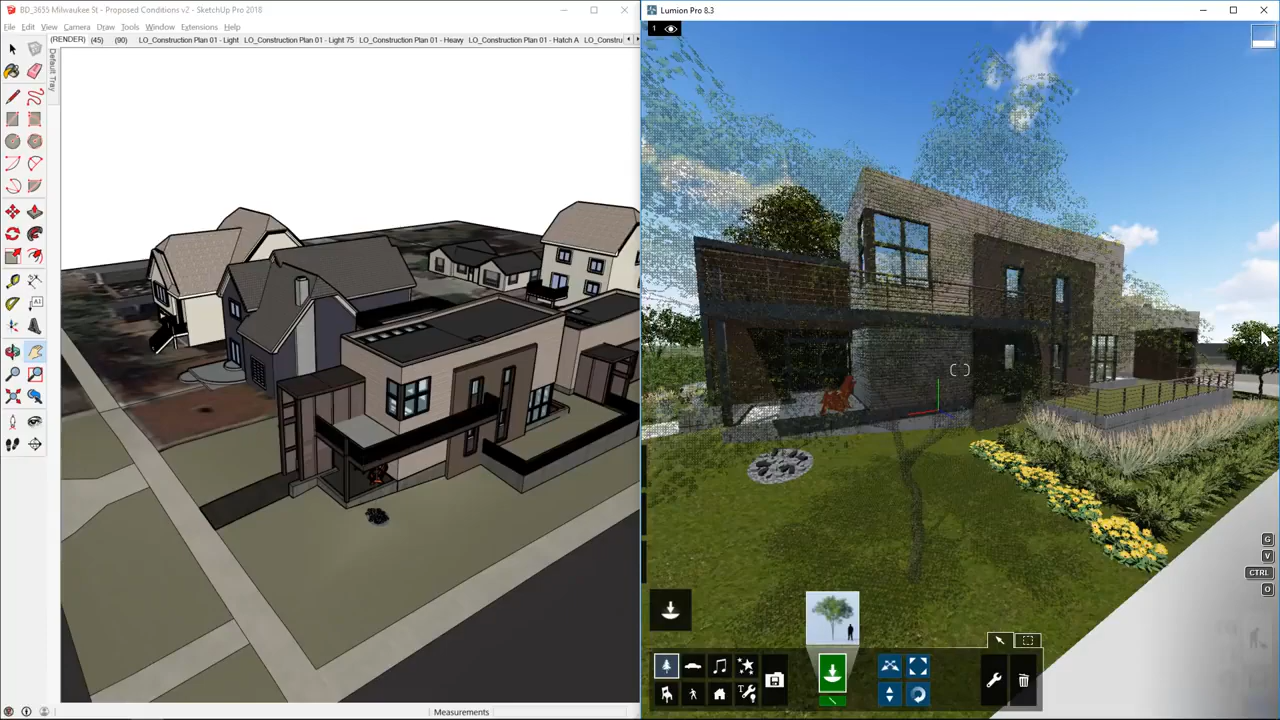 BD_3655 Milwaukee St - Proposed Conditions v2 - SketchUp Pro 2018
File Edit View Camera Draw Tools Window Extensions Help
(RENDER) (45) (90) LO_Construction Plan 01 - Light LO_Construction Plan 01 - Light 75 LO_Construction Plan 01 - Heavy LO_Construction Plan 01 - Hatch A LO_Constru
Default Tray
A1
Measurements
Lumion Pro 8.3
1
G
V
CTRL
O